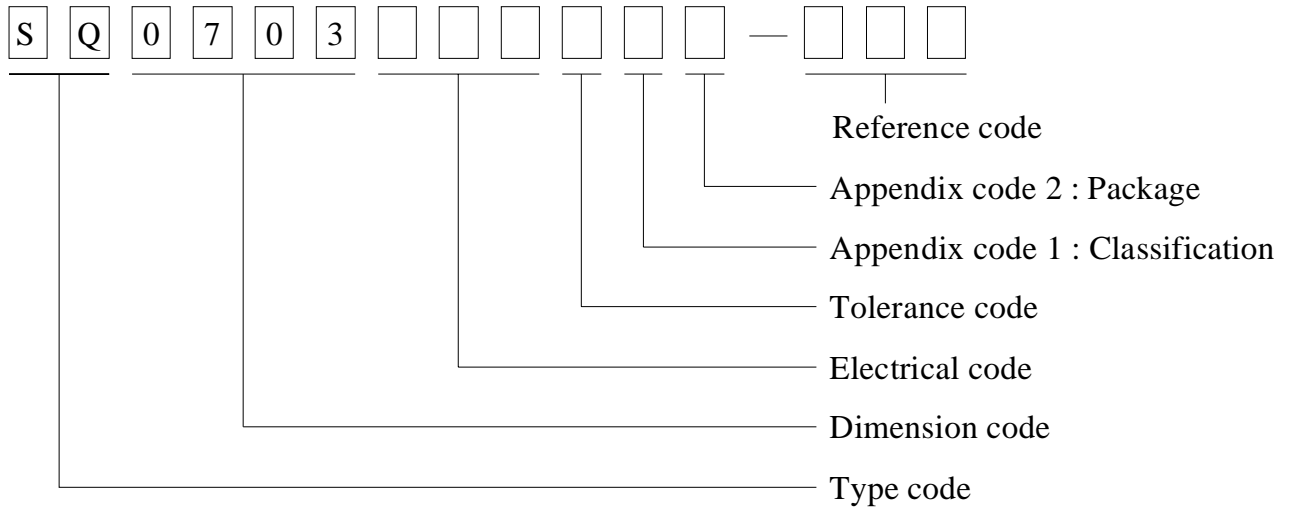 S Q 0 7 0 3 —
Reference code
Appendix code 2 : Package
Appendix code 1 : Classification
Tolerance code
Electrical code
Dimension code
Type code